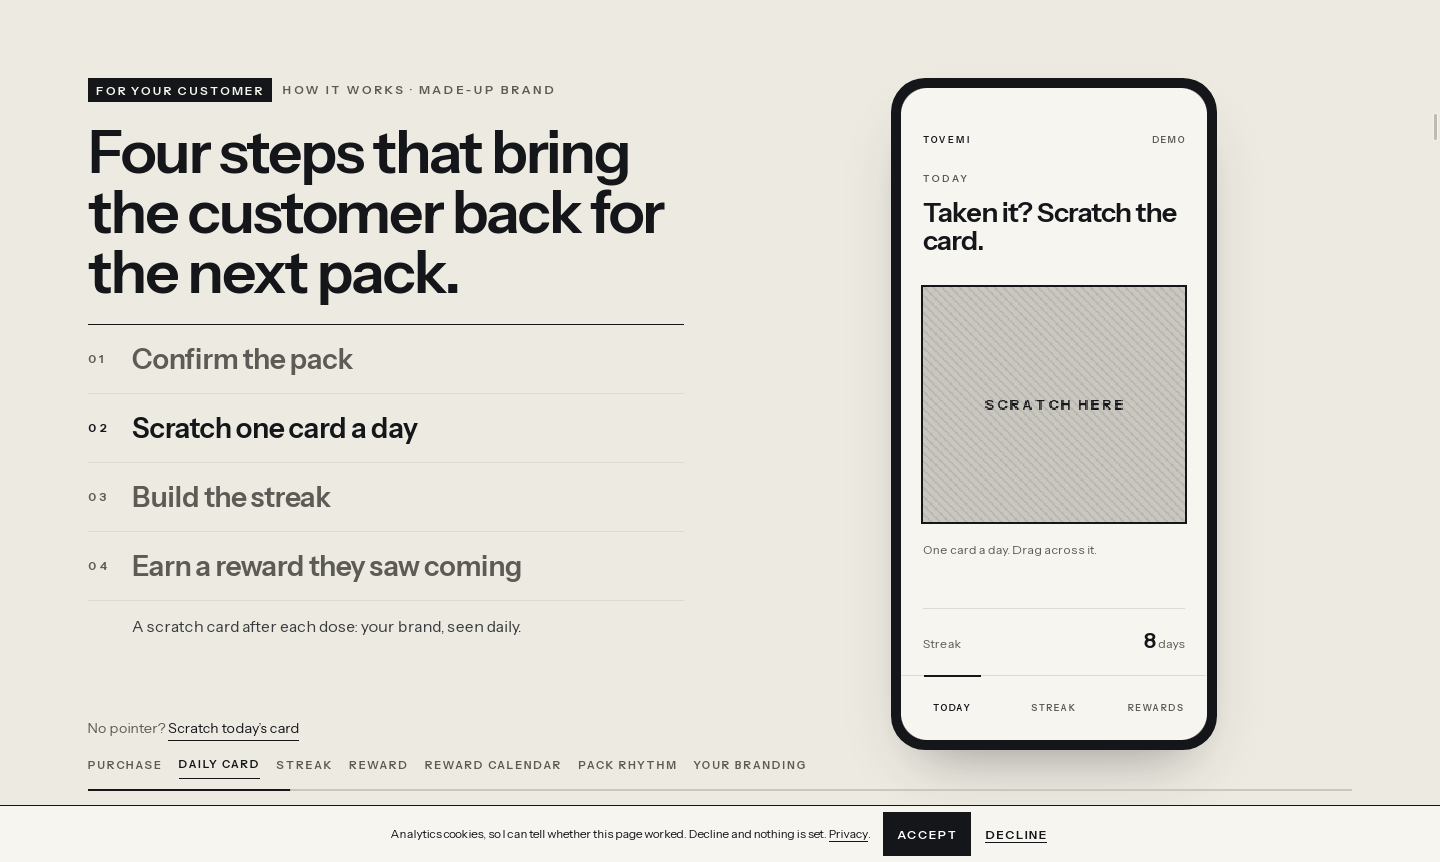 FOR YOUR CUSTOMER HOW IT WORKS · MADE-UP BRAND
Four steps that bring
the customer back for
the next pack.
01 Confirm the pack
02 Scratch one card a day
03 Build the streak
04 Earn a reward they saw coming
A scratch card after each dose: your brand, seen daily.
No pointer? Scratch today's card
PURCHASE DAILY CARD STREAK REWARD REWARD CALENDAR PACK RHYTHM YOUR BRANDING
TOVEMI DEMO
TODAY
Taken it? Scratch the
card.
SCRATCH HERE
One card a day. Drag across it.
Streak 8 days
TODAY STREAK REWARDS
Analytics cookies, so I can tell whether this page worked. Decline and nothing is set. Privacy. ACCEPT DECLINE